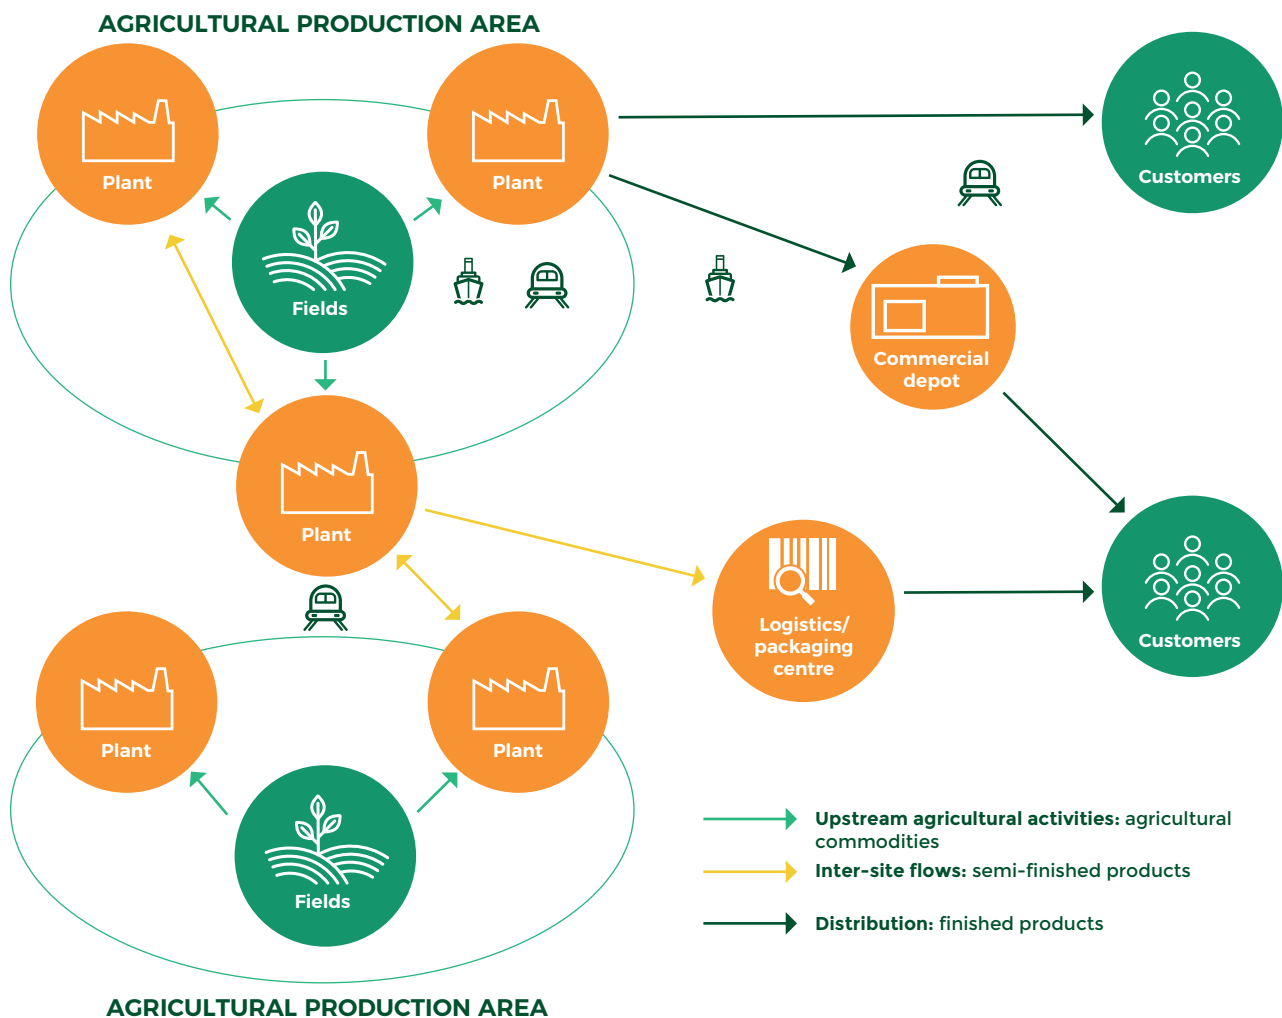 AGRICULTURAL PRODUCTION AREA
Plant
Plant
Customers
Fields
Commercial
depot
Plant
Logistics/
packaging
centre
Customers
Plant
Plant
Fields
Upstream agricultural activities: agricultural
commodities
Inter-site flows: semi-finished products
Distribution: finished products
AGRICULTURAL PRODUCTION AREA